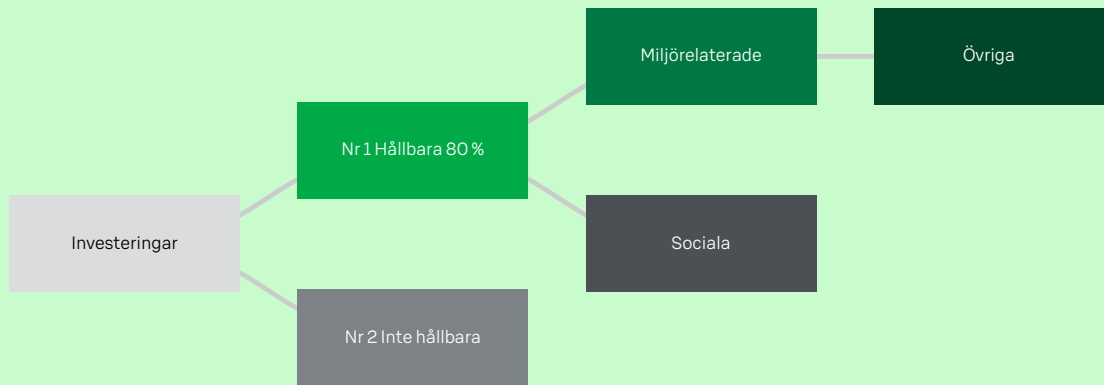 Miljörelaterade
Övriga
Nr 1 Hållbara 80 %
Investeringar
Sociala
Nr 2 Inte hållbara